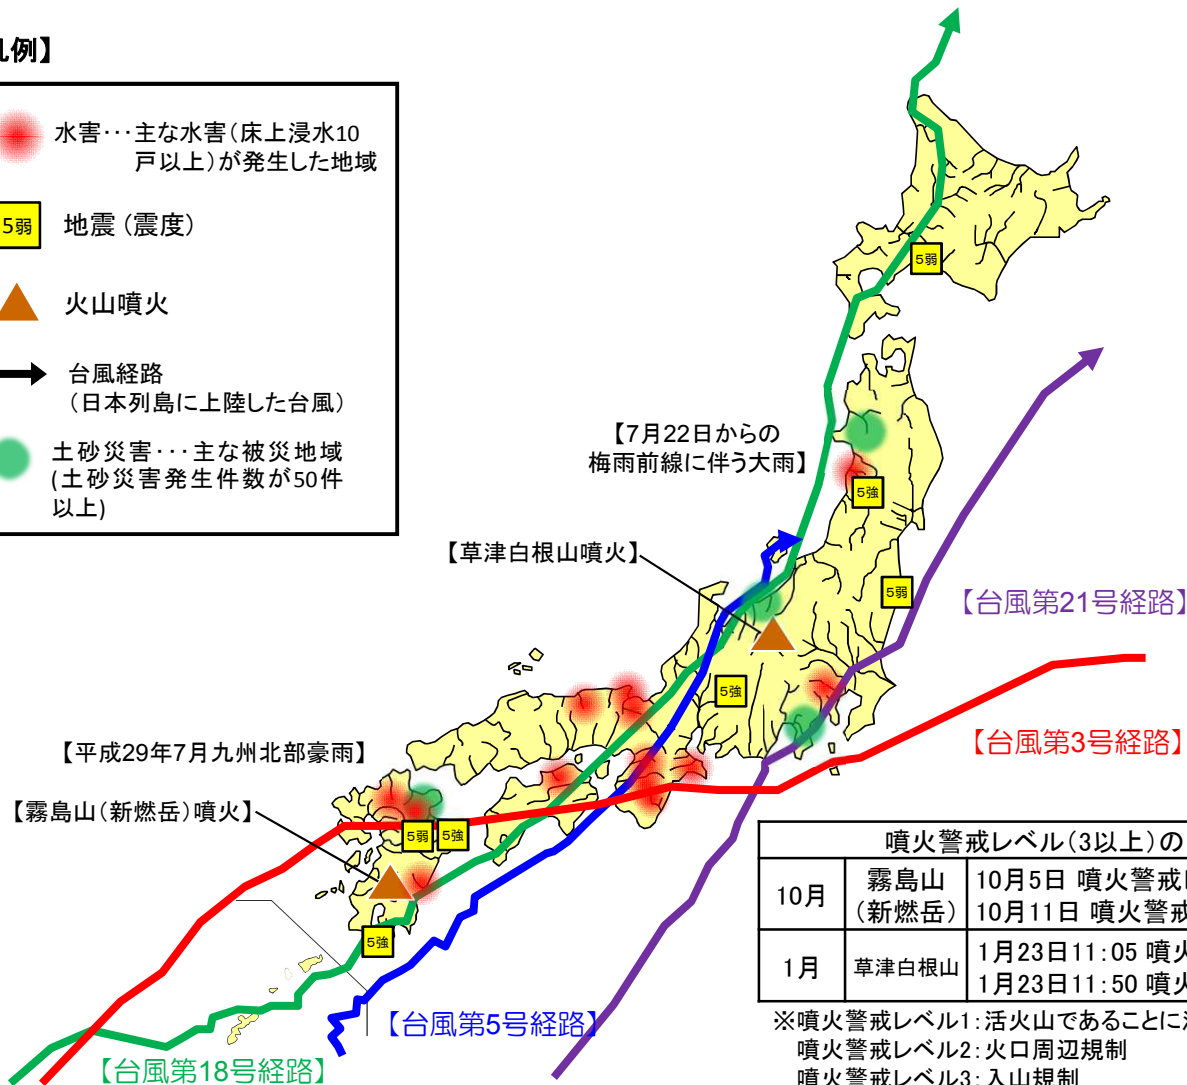 例】
水害･･･主な水害（床上浸水10
戸以上）が発生した地域
5弱
地震（震度）
火山噴火
台風経路
（日本列島に上陸した台風）
土砂災害･･･主な被災地域
(土砂災害発生件数が50件
以上)
5弱
【7月22日からの
梅雨前線に伴う大雨】
5強
【草津白根山噴火】
5弱
【台風第21号経路】
5強
【台風第3号経路】
【平成29年7月九州北部豪雨】
【霧島山（新燃岳）噴火】
5弱
5強
5強
【台風第5号経路】
【台風第18号経路】
噴火警戒レベル（3以上）の
10月
霧島山
（新燃岳）
10月5日 噴火警戒
10月11日 噴火警戒
1月
草津白根山
1月23日11:05 噴火
1月23日11:50 噴火
※噴火警戒レベル1：活火山であることに
噴火警戒レベル2：火口周辺規制
噴火警戒レベル3：入山規制